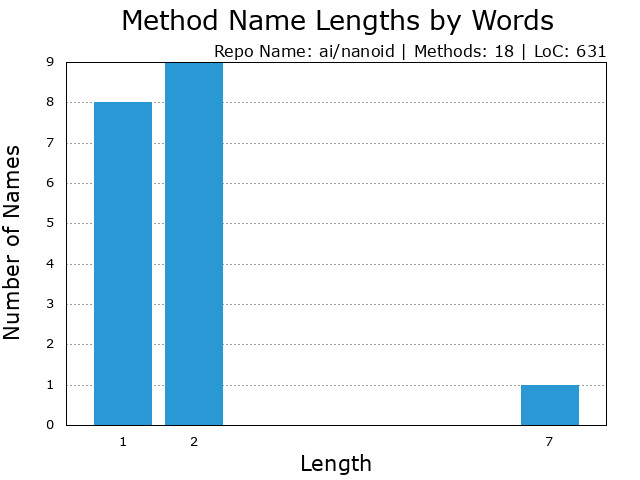 Method Name Lengths by Words
Repo Name: ai/nanoid | Methods: 18 | LoC: 631
Number of Names
9
8
7
6
5
4
3
2
1
0
1 2 7
Length